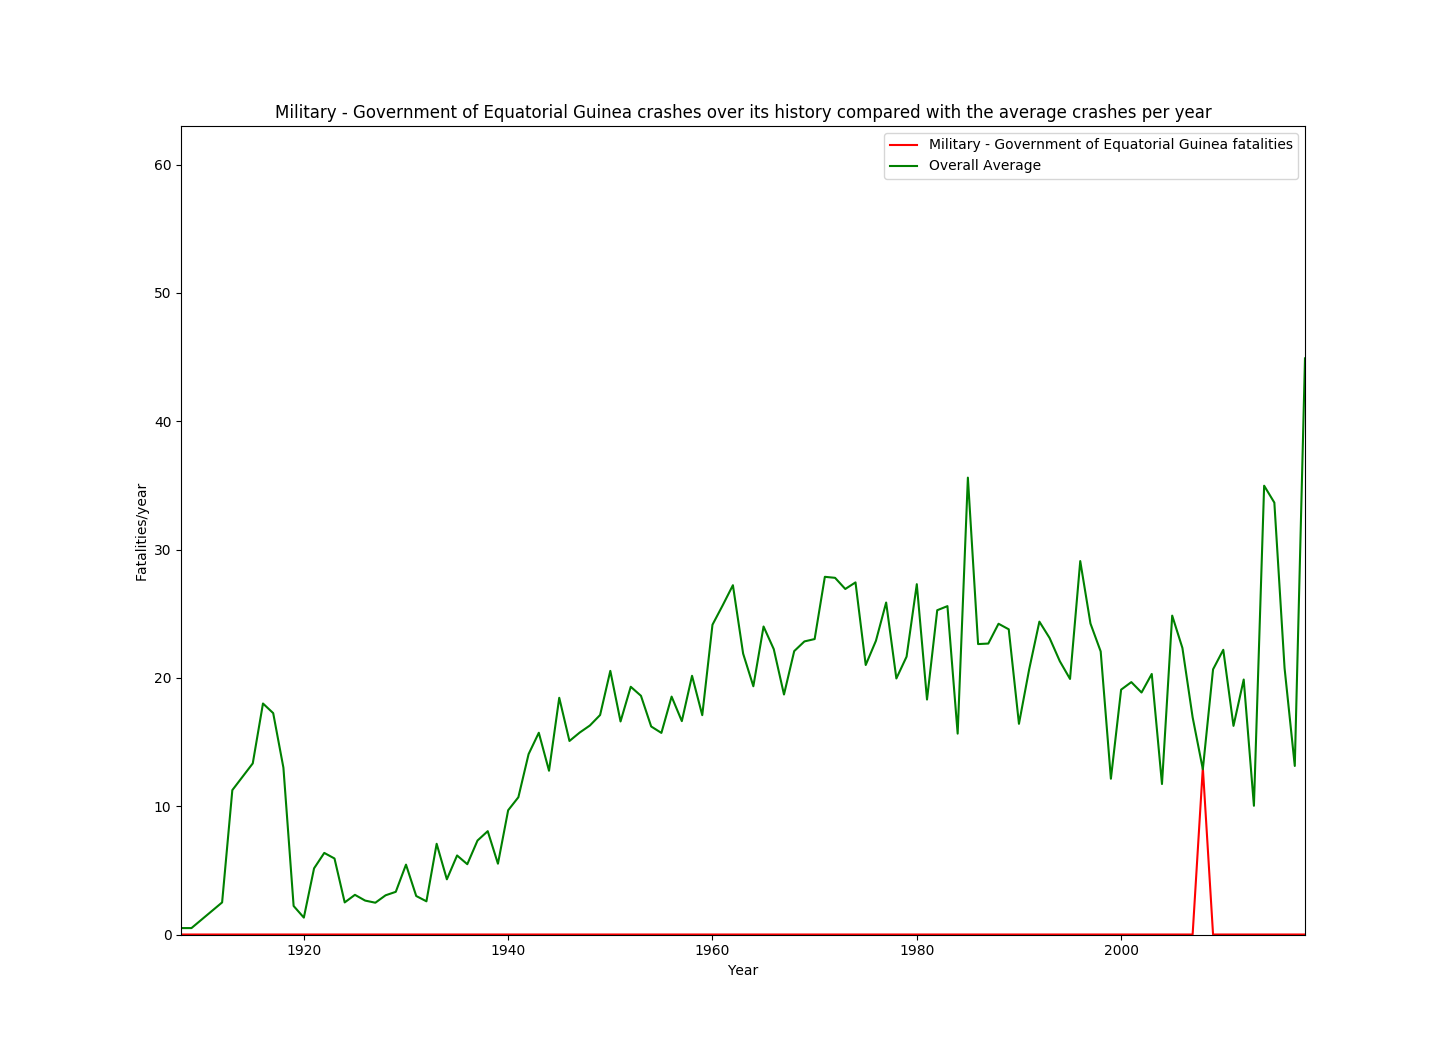 Military - Government of Equatorial Guinea crashes over its history compared with the average crashes per year
Military - Government of Equatorial Guinea fatalities
Overall Average
60
50
40
30
20
10
0
Fatalities/year
1920 1940 1960 1980 2000
Year